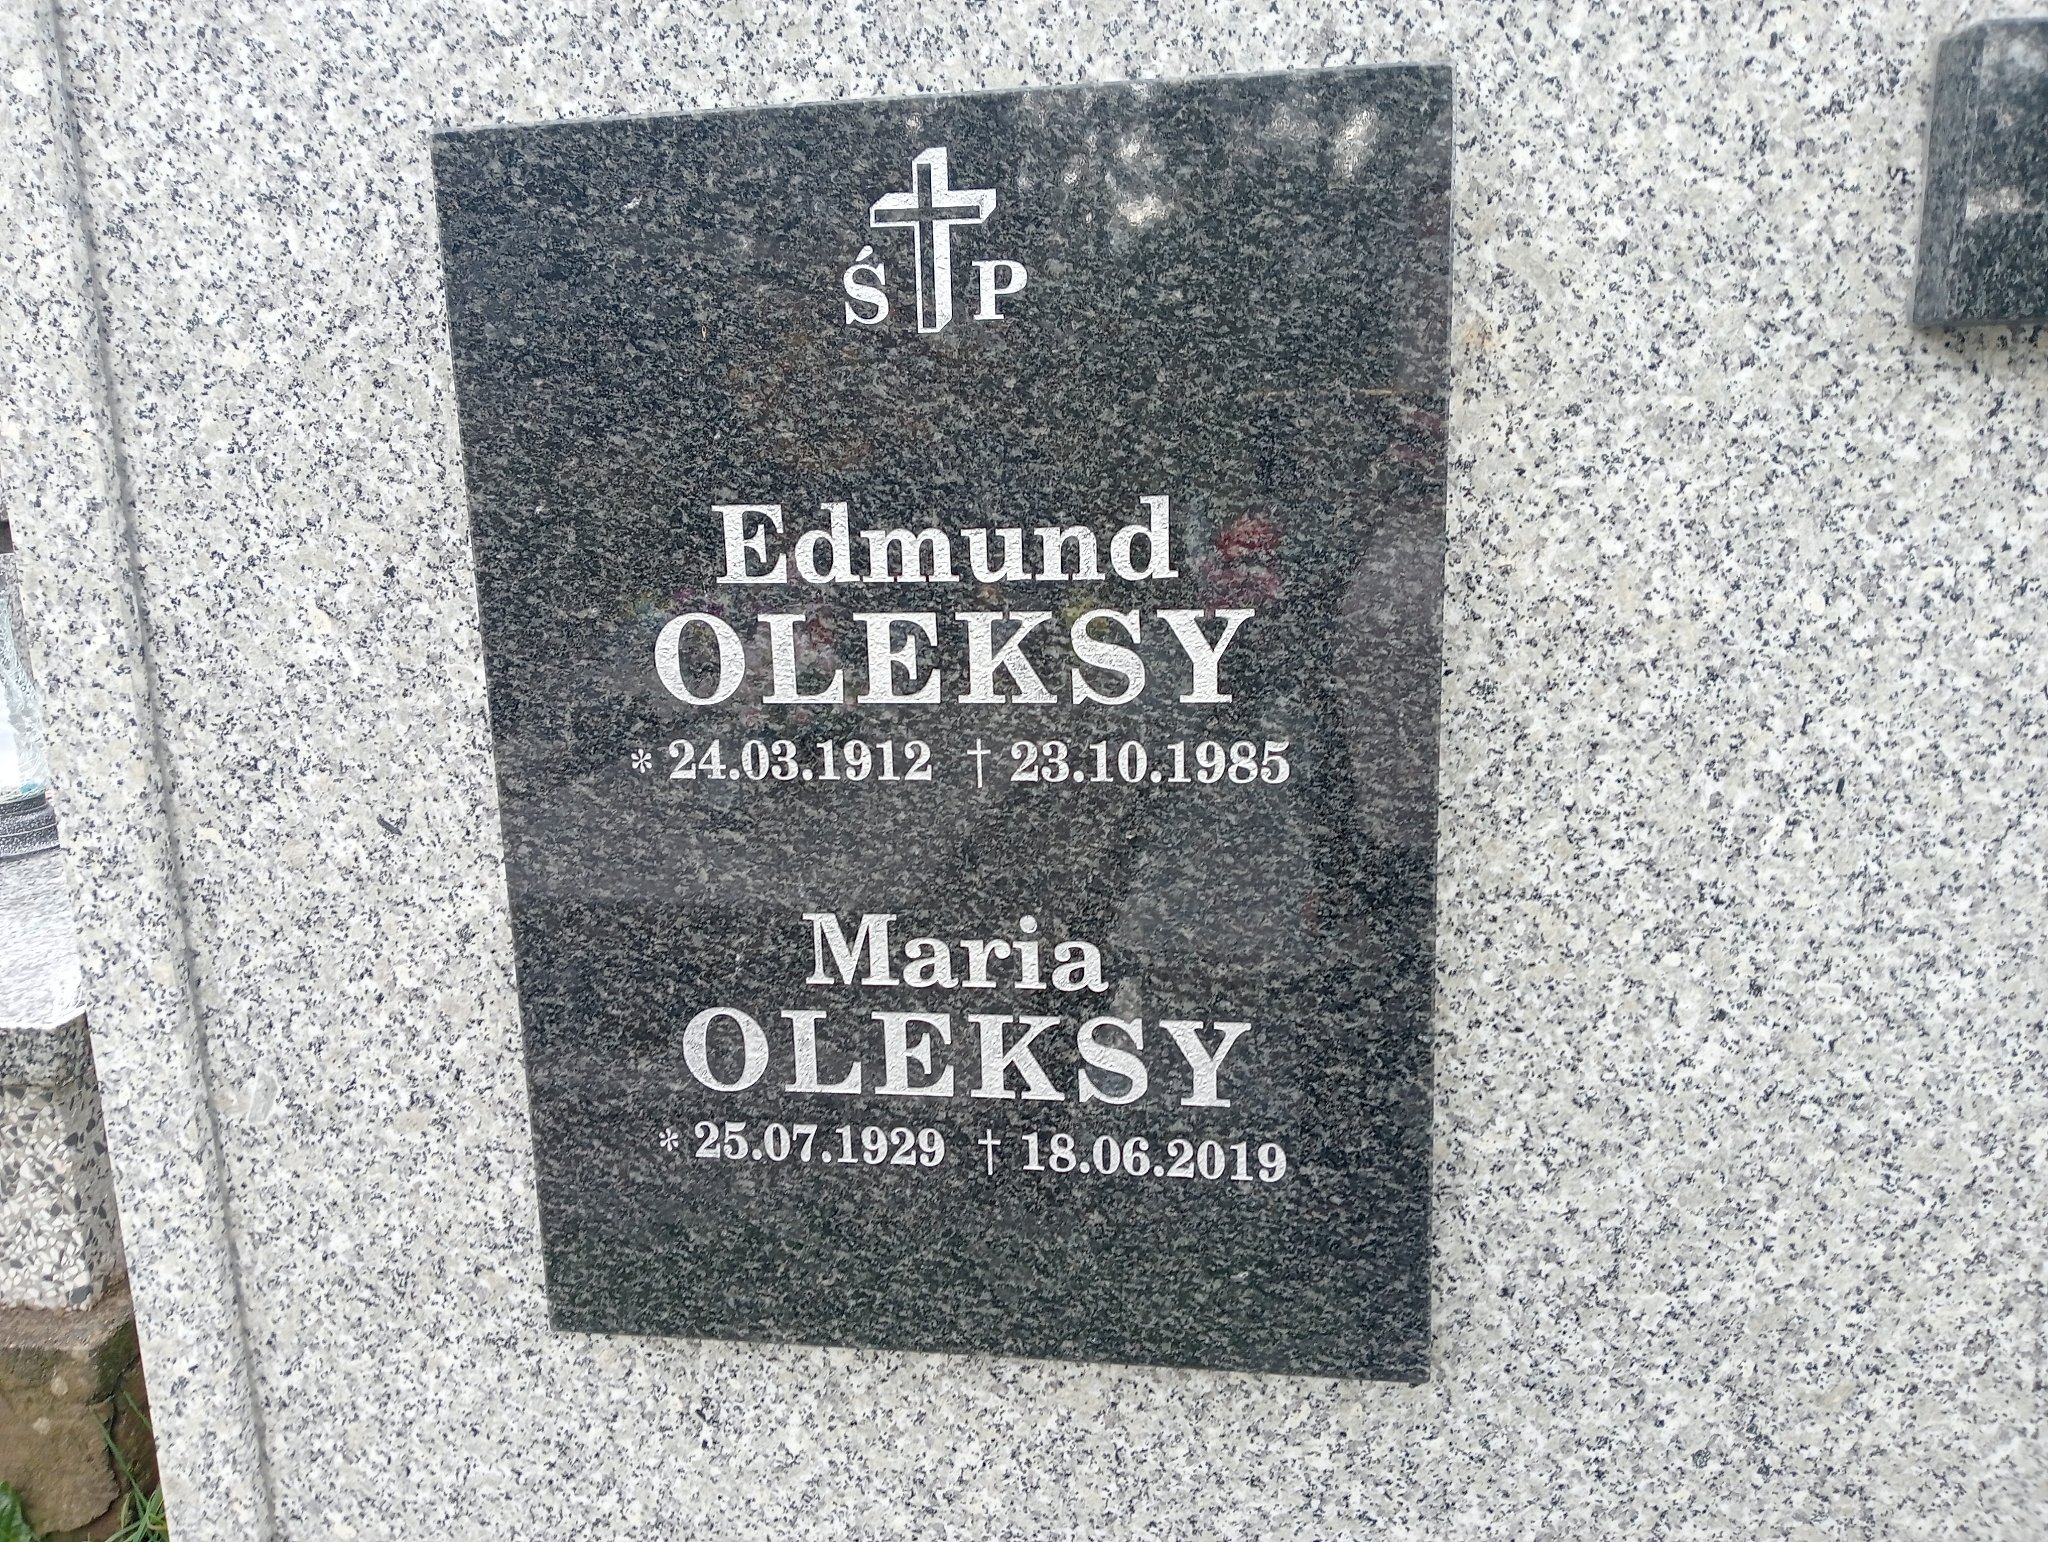 Ś P
Edmund
OLEKSY
* 24.03.1912 † 23.10.1985
Maria
OLEKSY
* 25.07.1929 † 18.06.2019